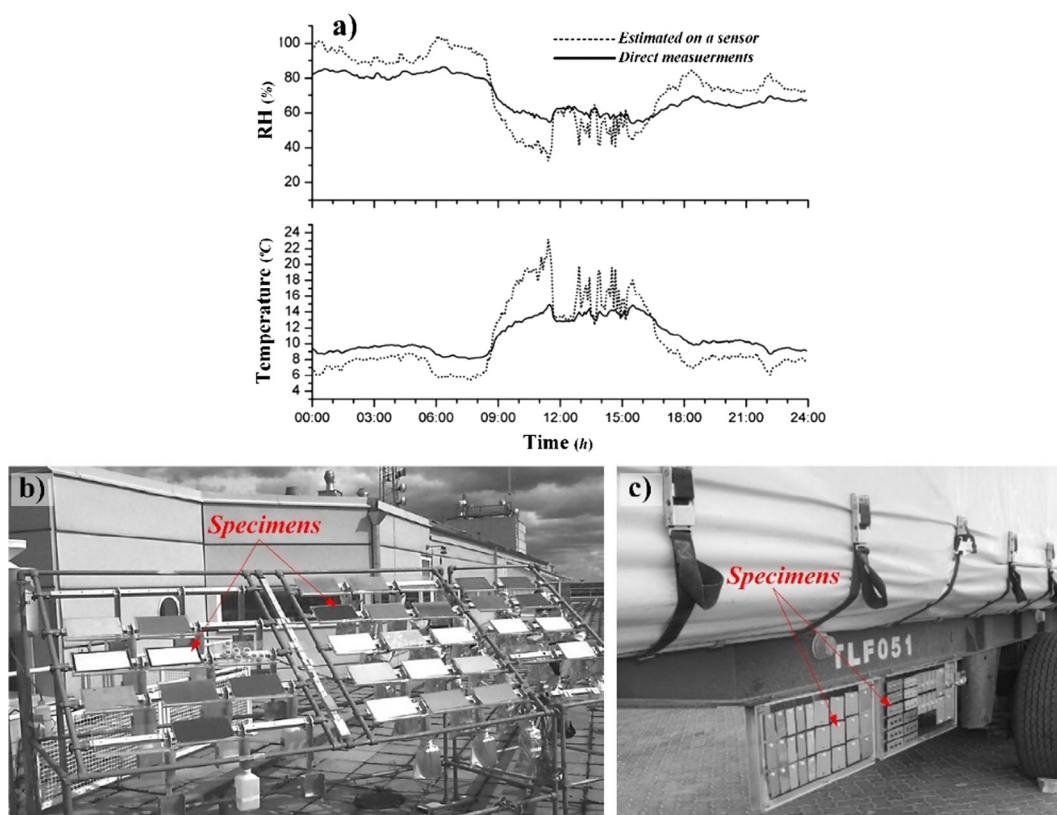 a)
Estimated on a sensor
Direct measuerments
RH (%)
100
80
60
40
20
Temperature (°C)
24
22
20
18
16
14
12
10
8
6
4
00:00 03:00 06:00 09:00 12:00 15:00 18:00 21:00 24:00
Time (h)
b)
Specimens
c)
Specimens
TLF051